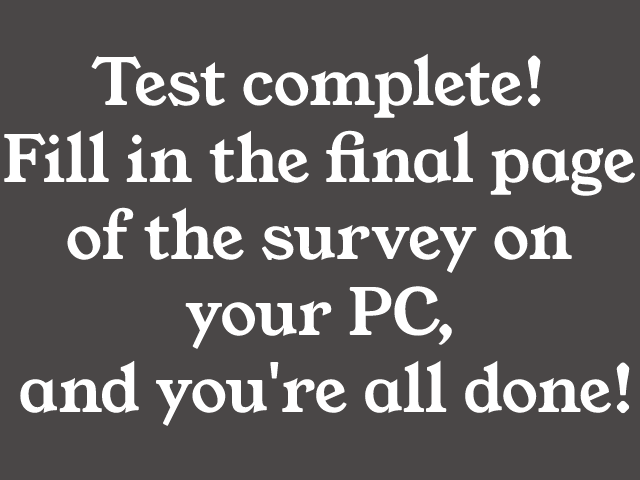 Test complete!
Fill in the final page
of the survey on
your PC,
and you're all done!